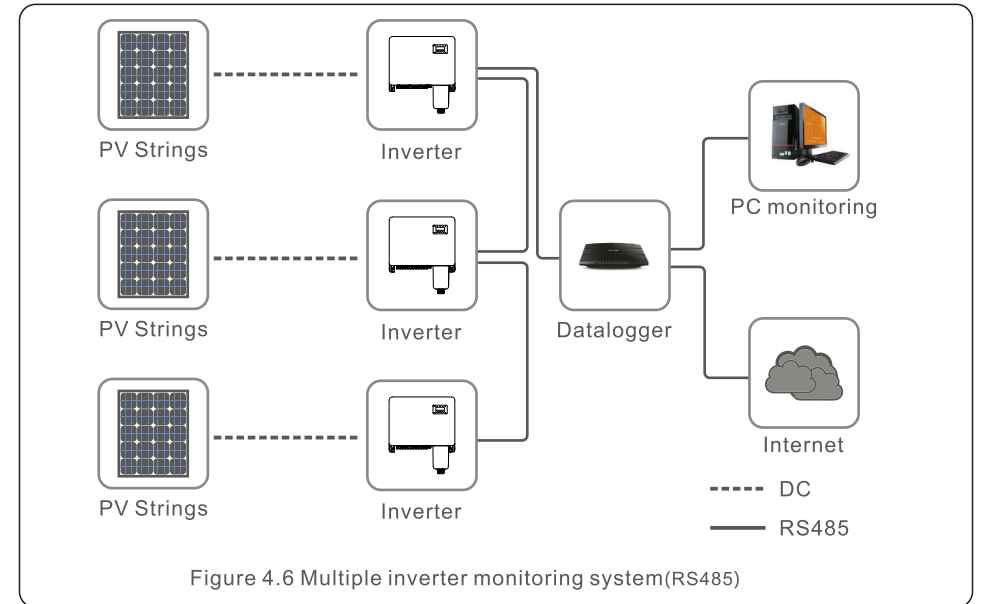 PV Strings
Inverter
PC monitoring
PV Strings
Inverter
Datalogger
Internet
DC
PV Strings
Inverter
RS485
Figure 4.6 Multiple inverter monitoring system(RS485)